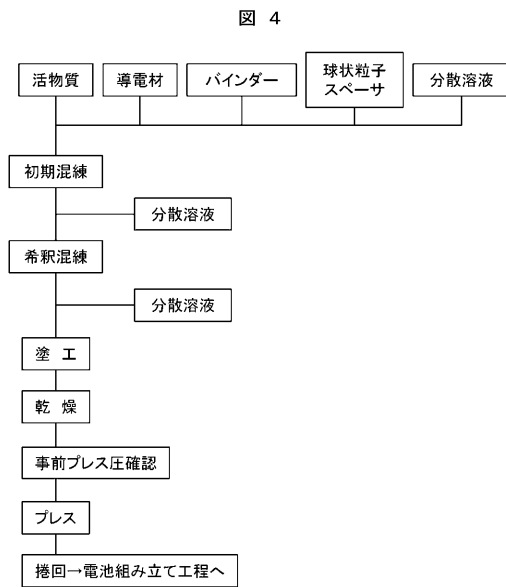 図 4
活物質
導電材
バインダー
球状粒子
スペーサ
分散溶液
初期混練
分散溶液
希釈混練
分散溶液
塗 工
乾 燥
事前プレス圧確認
プレス
捲回→電池組み立て工程へ